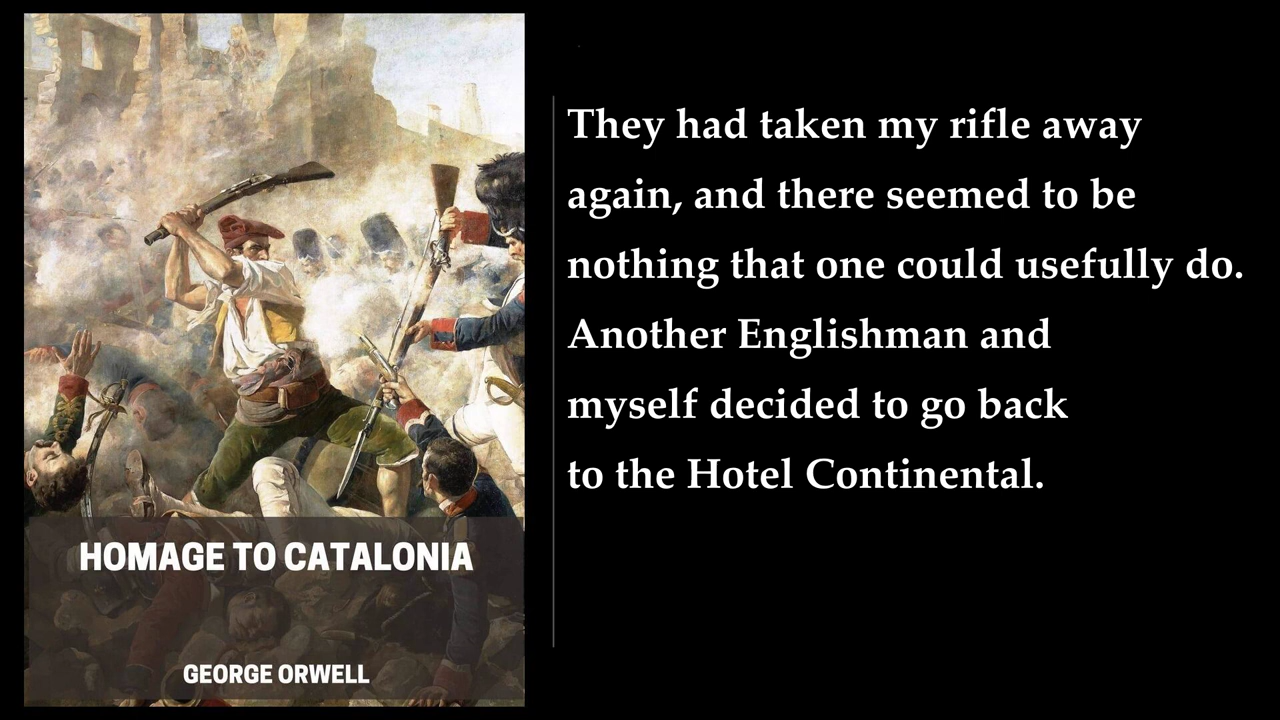 HOMAGE TO CATALONIA
GEORGE ORWELL
They had taken my rifle away
again, and there seemed to be
nothing that one could usefully do.
Another Englishman and
myself decided to go back
to the Hotel Continental.